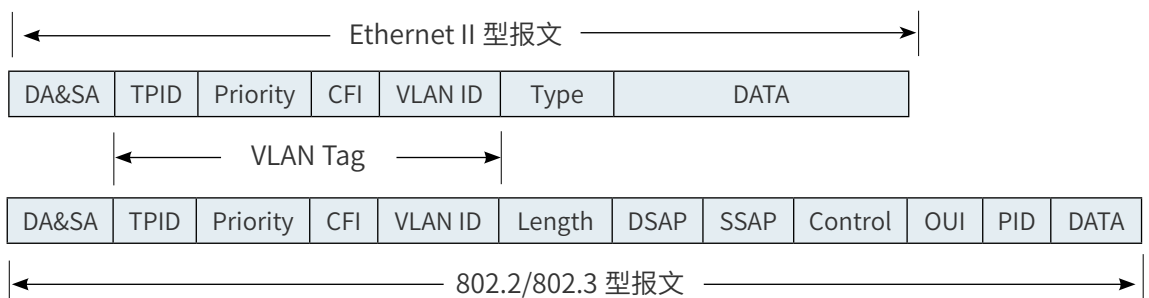 Ethernet II 型报文
DA&SA TPID Priority CFI VLAN ID Type DATA
VLAN Tag
DA&SA TPID Priority CFI VLAN ID Length DSAP SSAP Control OUI PID DATA
802.2/802.3 型报文